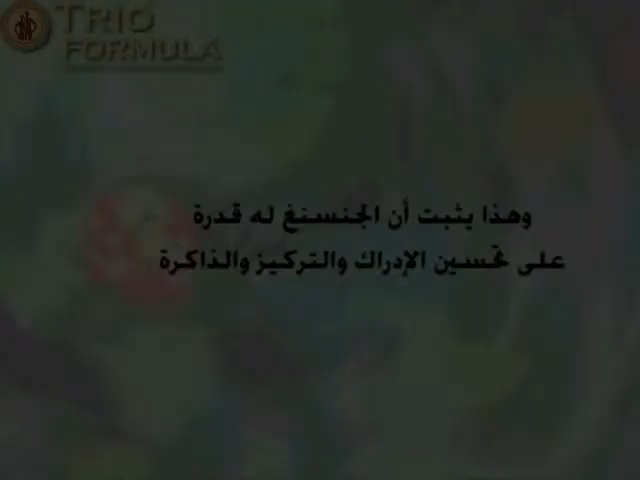 TRIO
FORMULA
وهذا يثبت أن الجنسنغ له قدرة
على تحسين الإدراك والتركيز والذاكرة